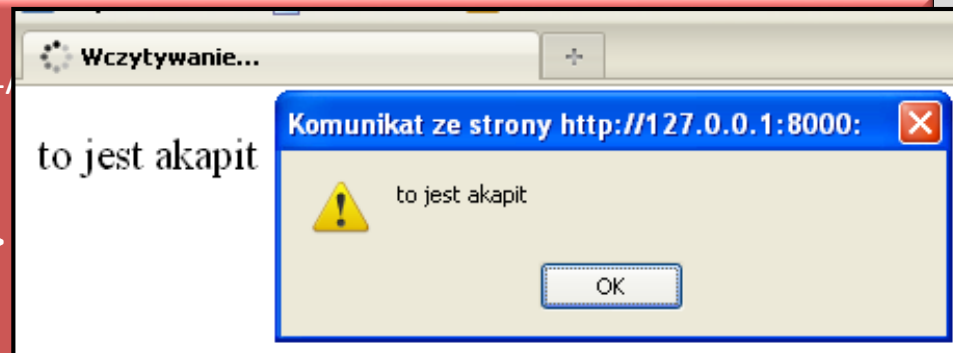 Wczytywanie...
Komunikat ze strony http://127.0.0.1:8000:
to jest akapit
to jest akapit
OK